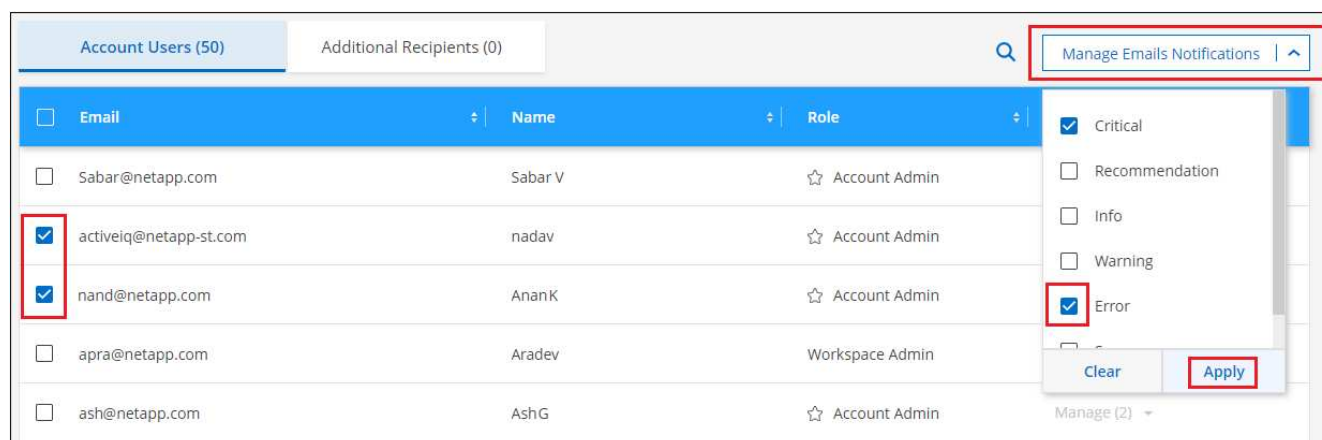 Account Users (50)
Additional Recipients (0)
Manage Emails Notifications
Email
Name
Role
Critical
Sabar@netapp.com
Sabar V
Account Admin
Recommendation
Info
activeiq@netapp-st.com
nadav
Account Admin
Warning
nand@netapp.com
AnanK
Account Admin
Error
apra@netapp.com
Aradev
Workspace Admin
Clear
Apply
ash@netapp.com
AshG
Account Admin
Manage (2)